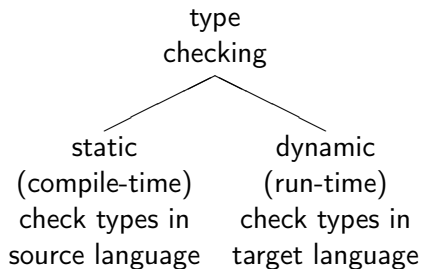 type
checking
static
(compile-time)
check types in
source language
dynamic
(run-time)
check types in
target language